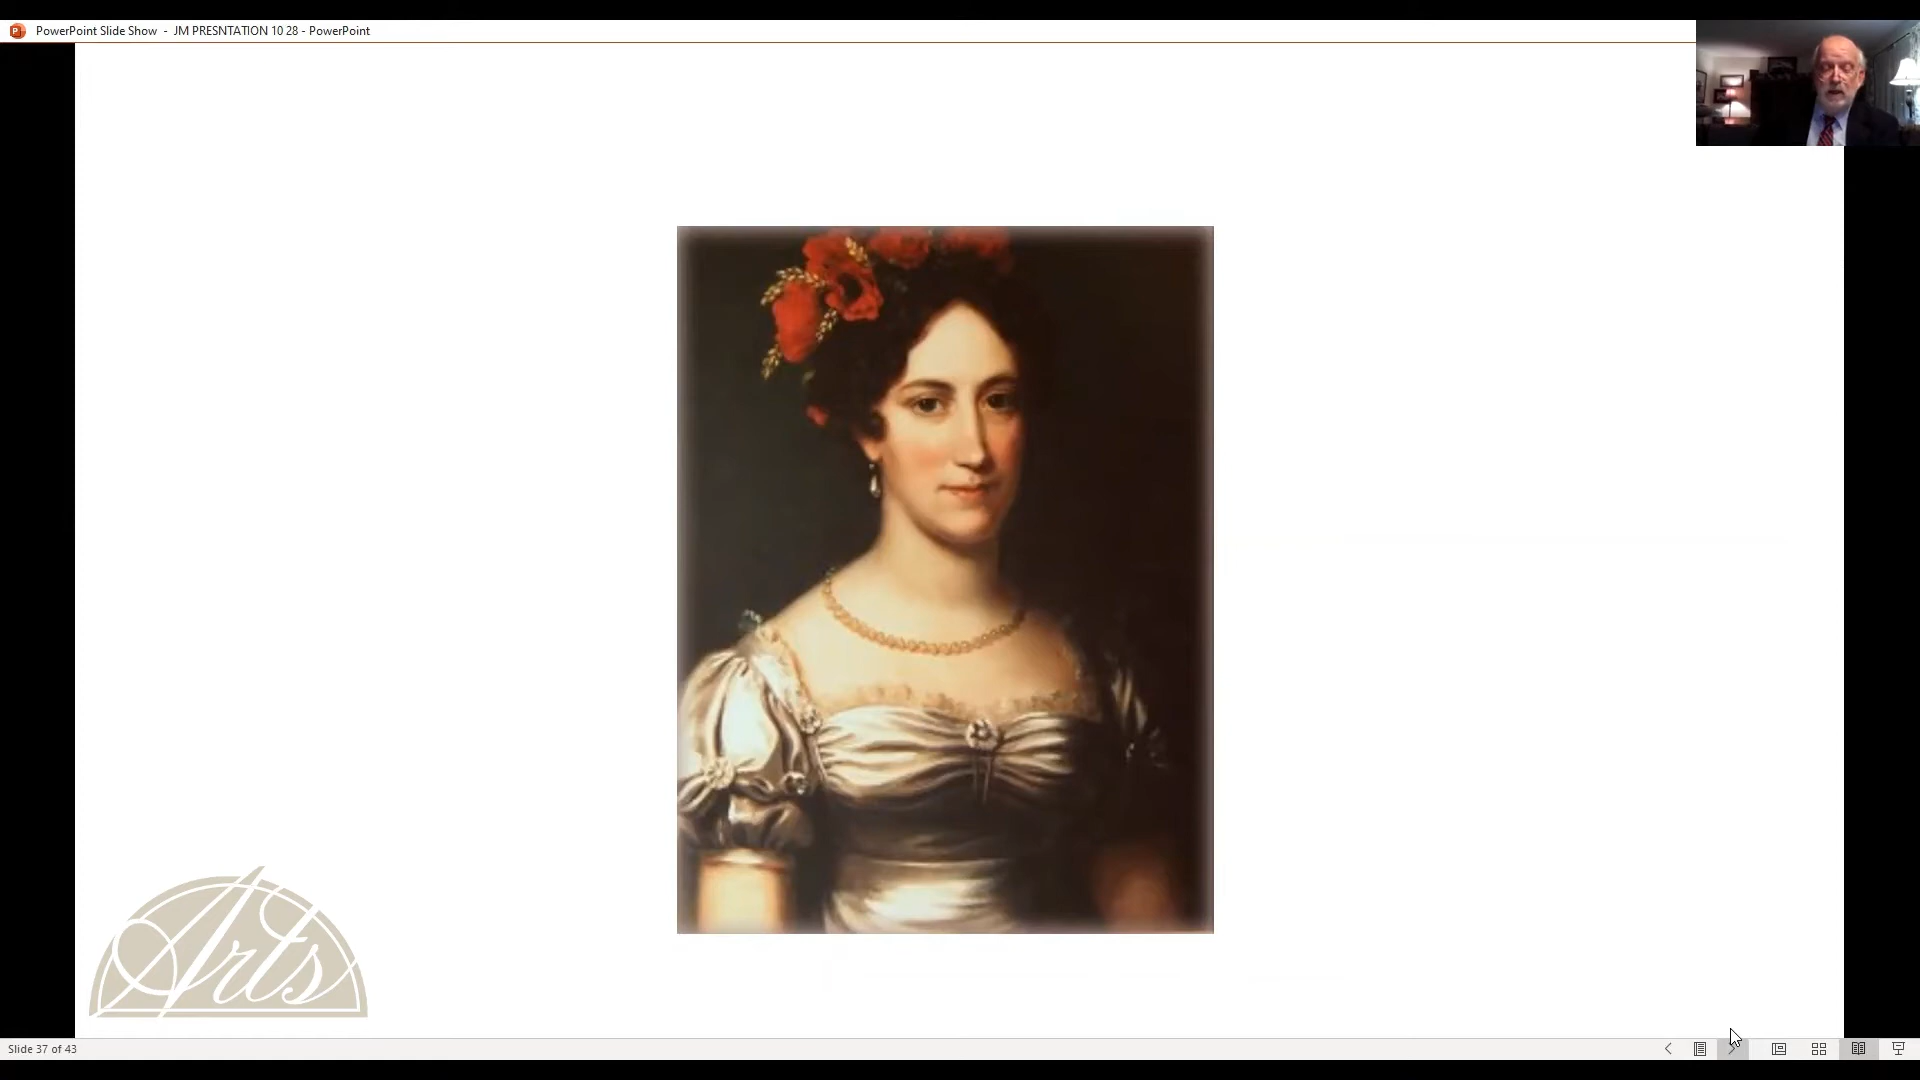 PowerPoint Slide Show - JM PRESNTATION 10 28 - PowerPoint
Arts
Slide 37 of 43